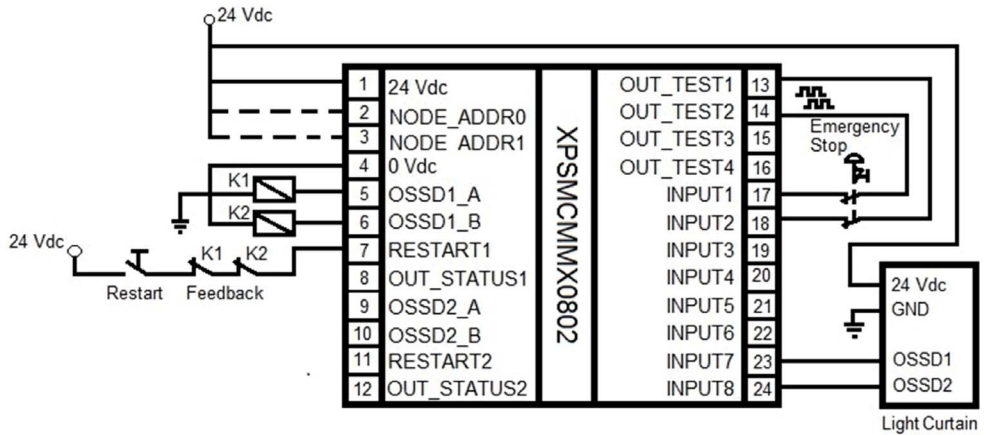 24 Vdc
1 24 Vdc
2 NODE_ADDR0
3 NODE_ADDR1
4 0 Vdc
5 OSSD1_A
6 OSSD1_B
7 RESTART1
8 OUT_STATUS1
9 OSSD2_A
10 OSSD2_B
11 RESTART2
12 OUT_STATUS2
K1
K2
24 Vdc
K1 K2
Restart Feedback
XPSMCMMX0802
OUT_TEST1 13
OUT_TEST2 14
OUT_TEST3 15
OUT_TEST4 16
INPUT1 17
INPUT2 18
INPUT3 19
INPUT4 20
INPUT5 21
INPUT6 22
INPUT7 23
INPUT8 24
Emergency
Stop
24 Vdc
GND
OSSD1
OSSD2
Light Curtain